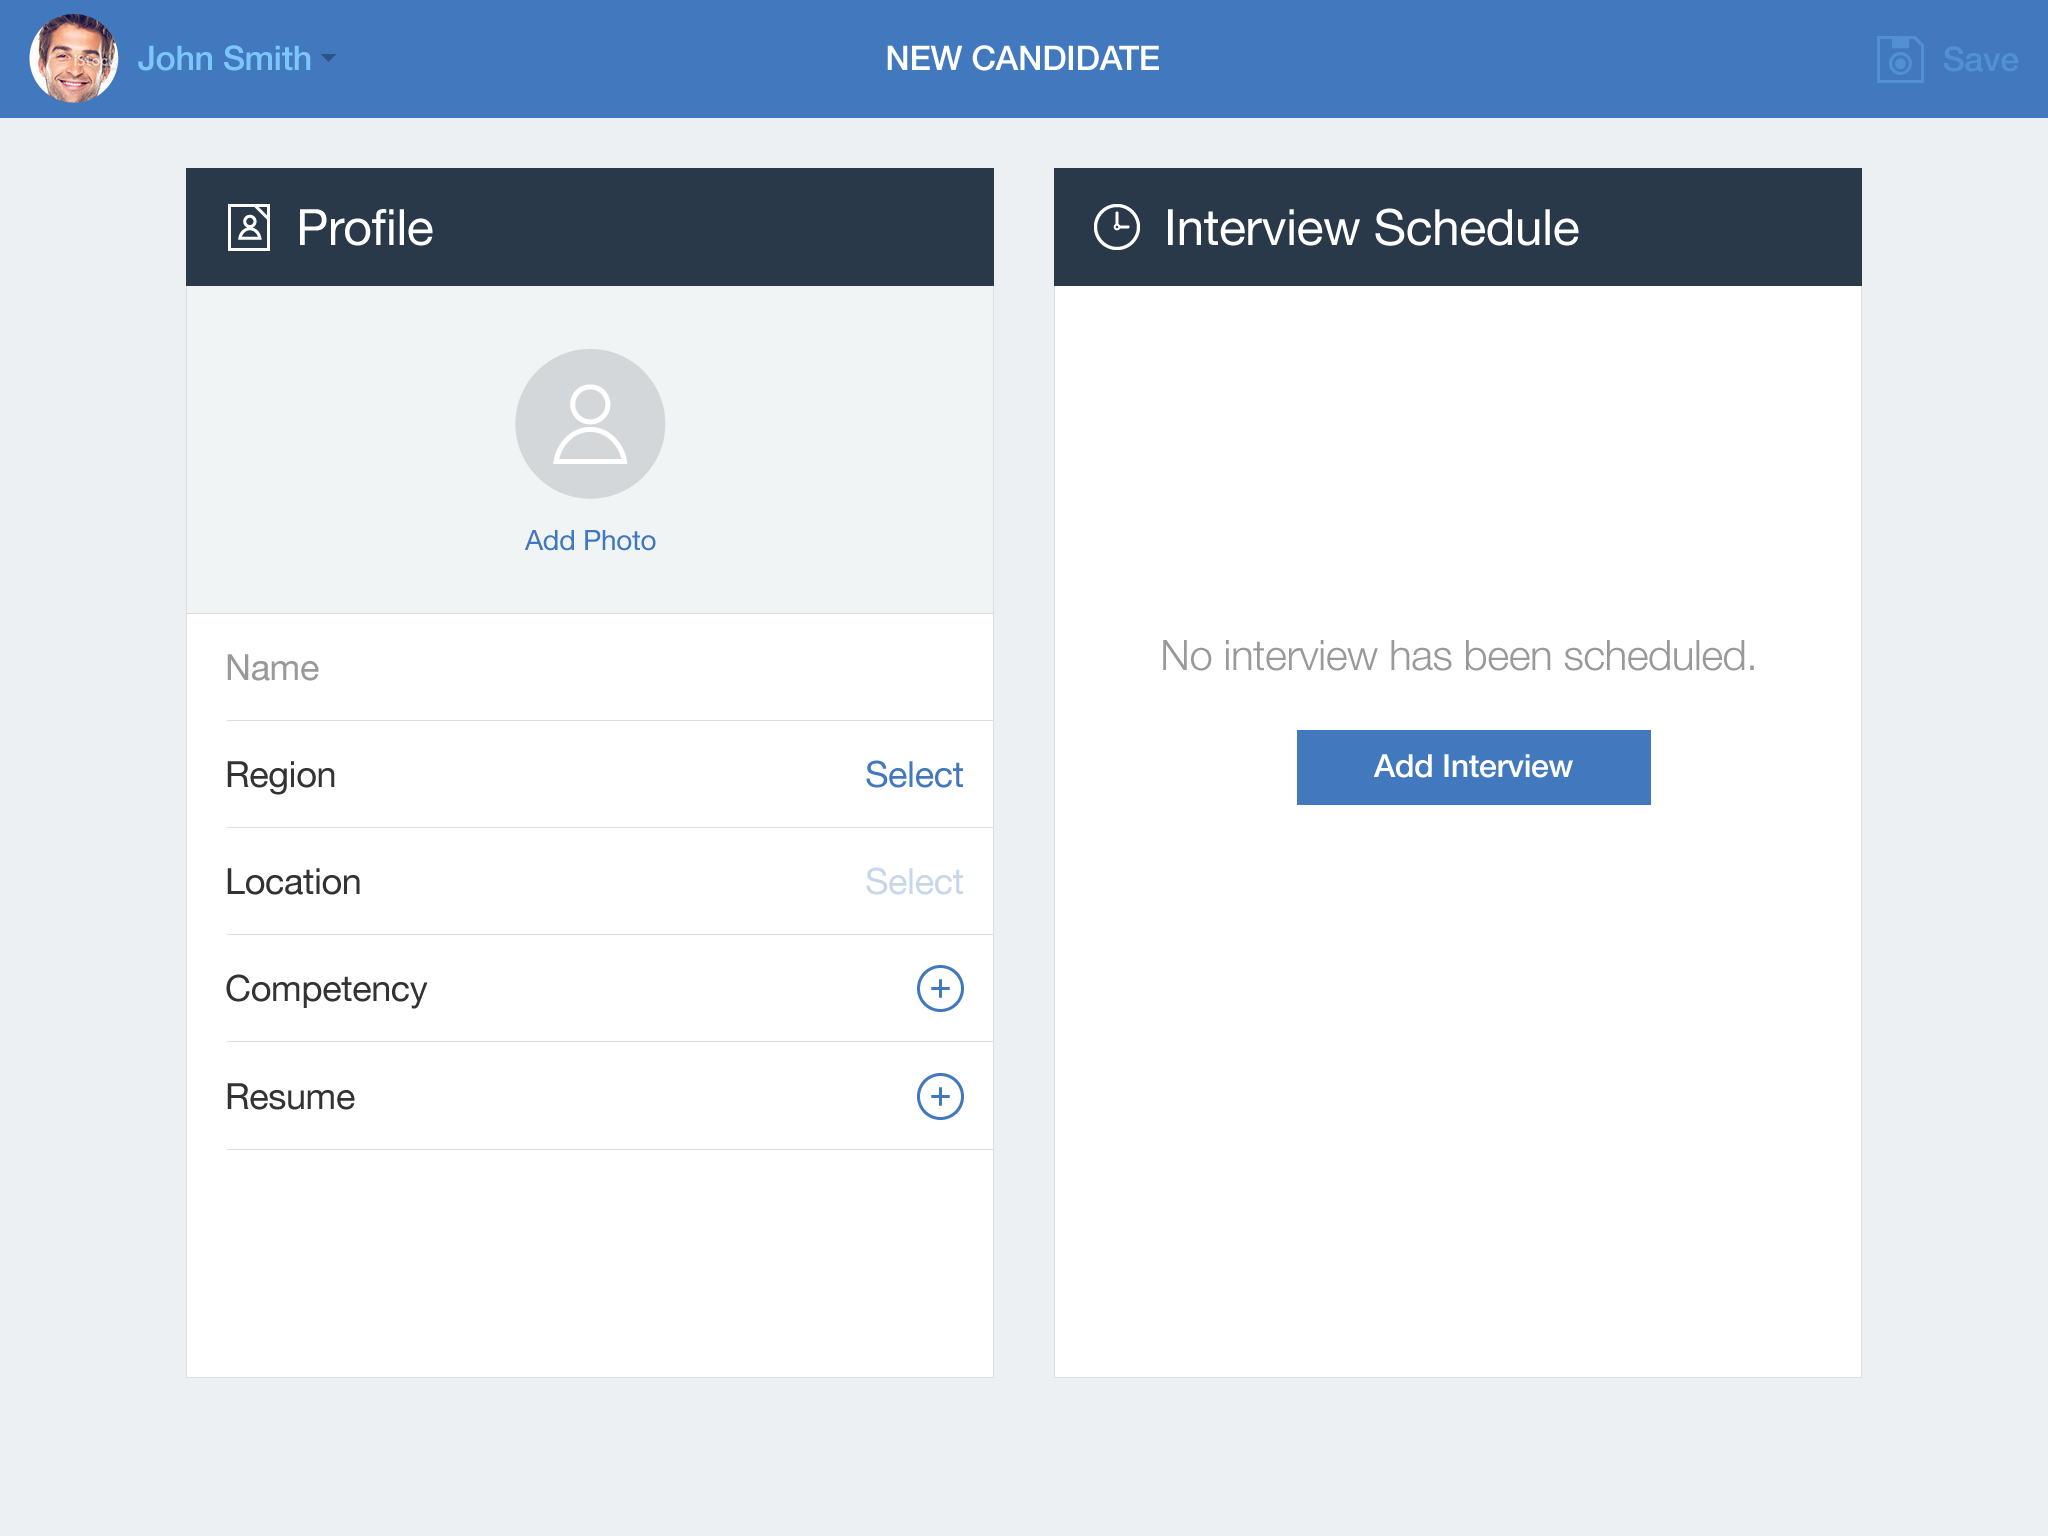 John Smith
NEW CANDIDATE
Save
Profile
Add Photo
Name
Region Select
Location Select
Competency
Resume
Interview Schedule
No interview has been scheduled.
Add Interview